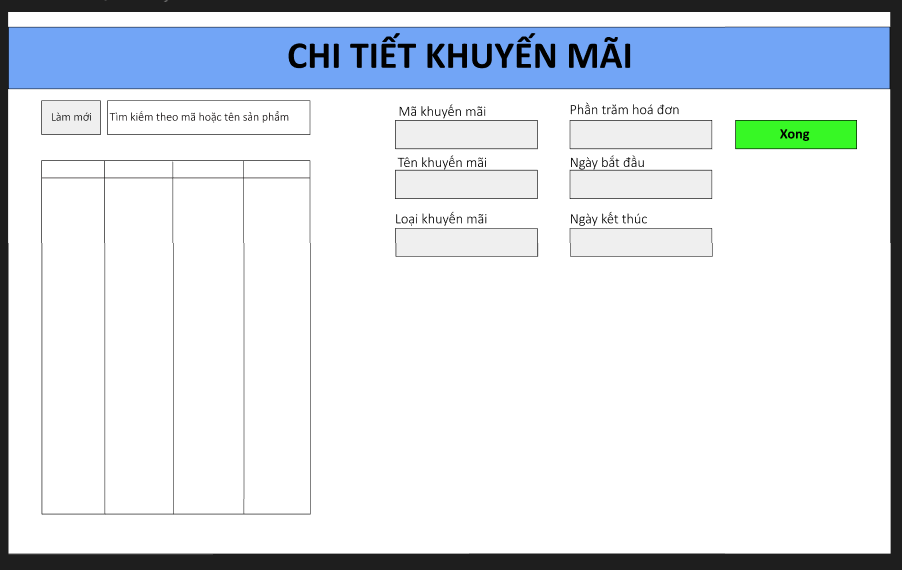 CHI TIẾT KHUYẾN MÃI
Làm mới
Tìm kiếm theo mã hoặc tên sản phẩm
Mã khuyến mãi
Phần trăm hoá đơn
Xong
Tên khuyến mãi
Ngày bắt đầu
Loại khuyến mãi
Ngày kết thúc